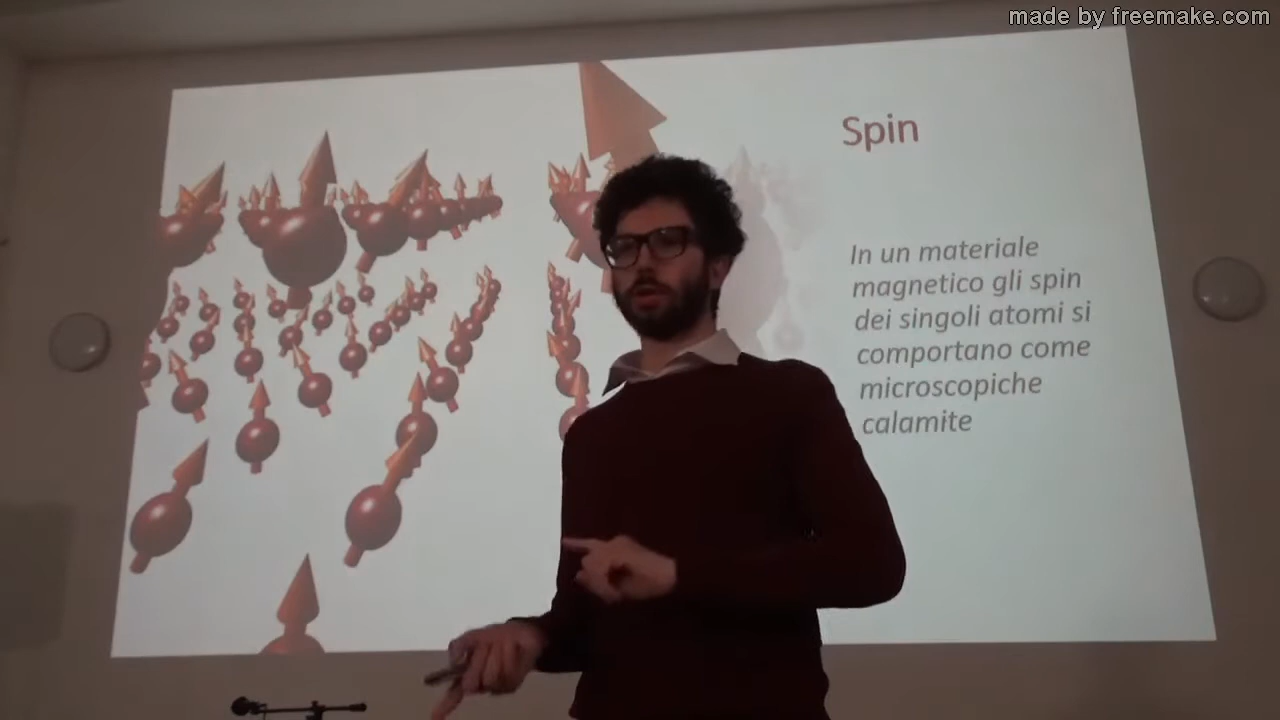 made by freemake.com
Spin
In un materiale
magnetico gli spin
dei singoli atomi si
comportano come
microscopiche
calamite